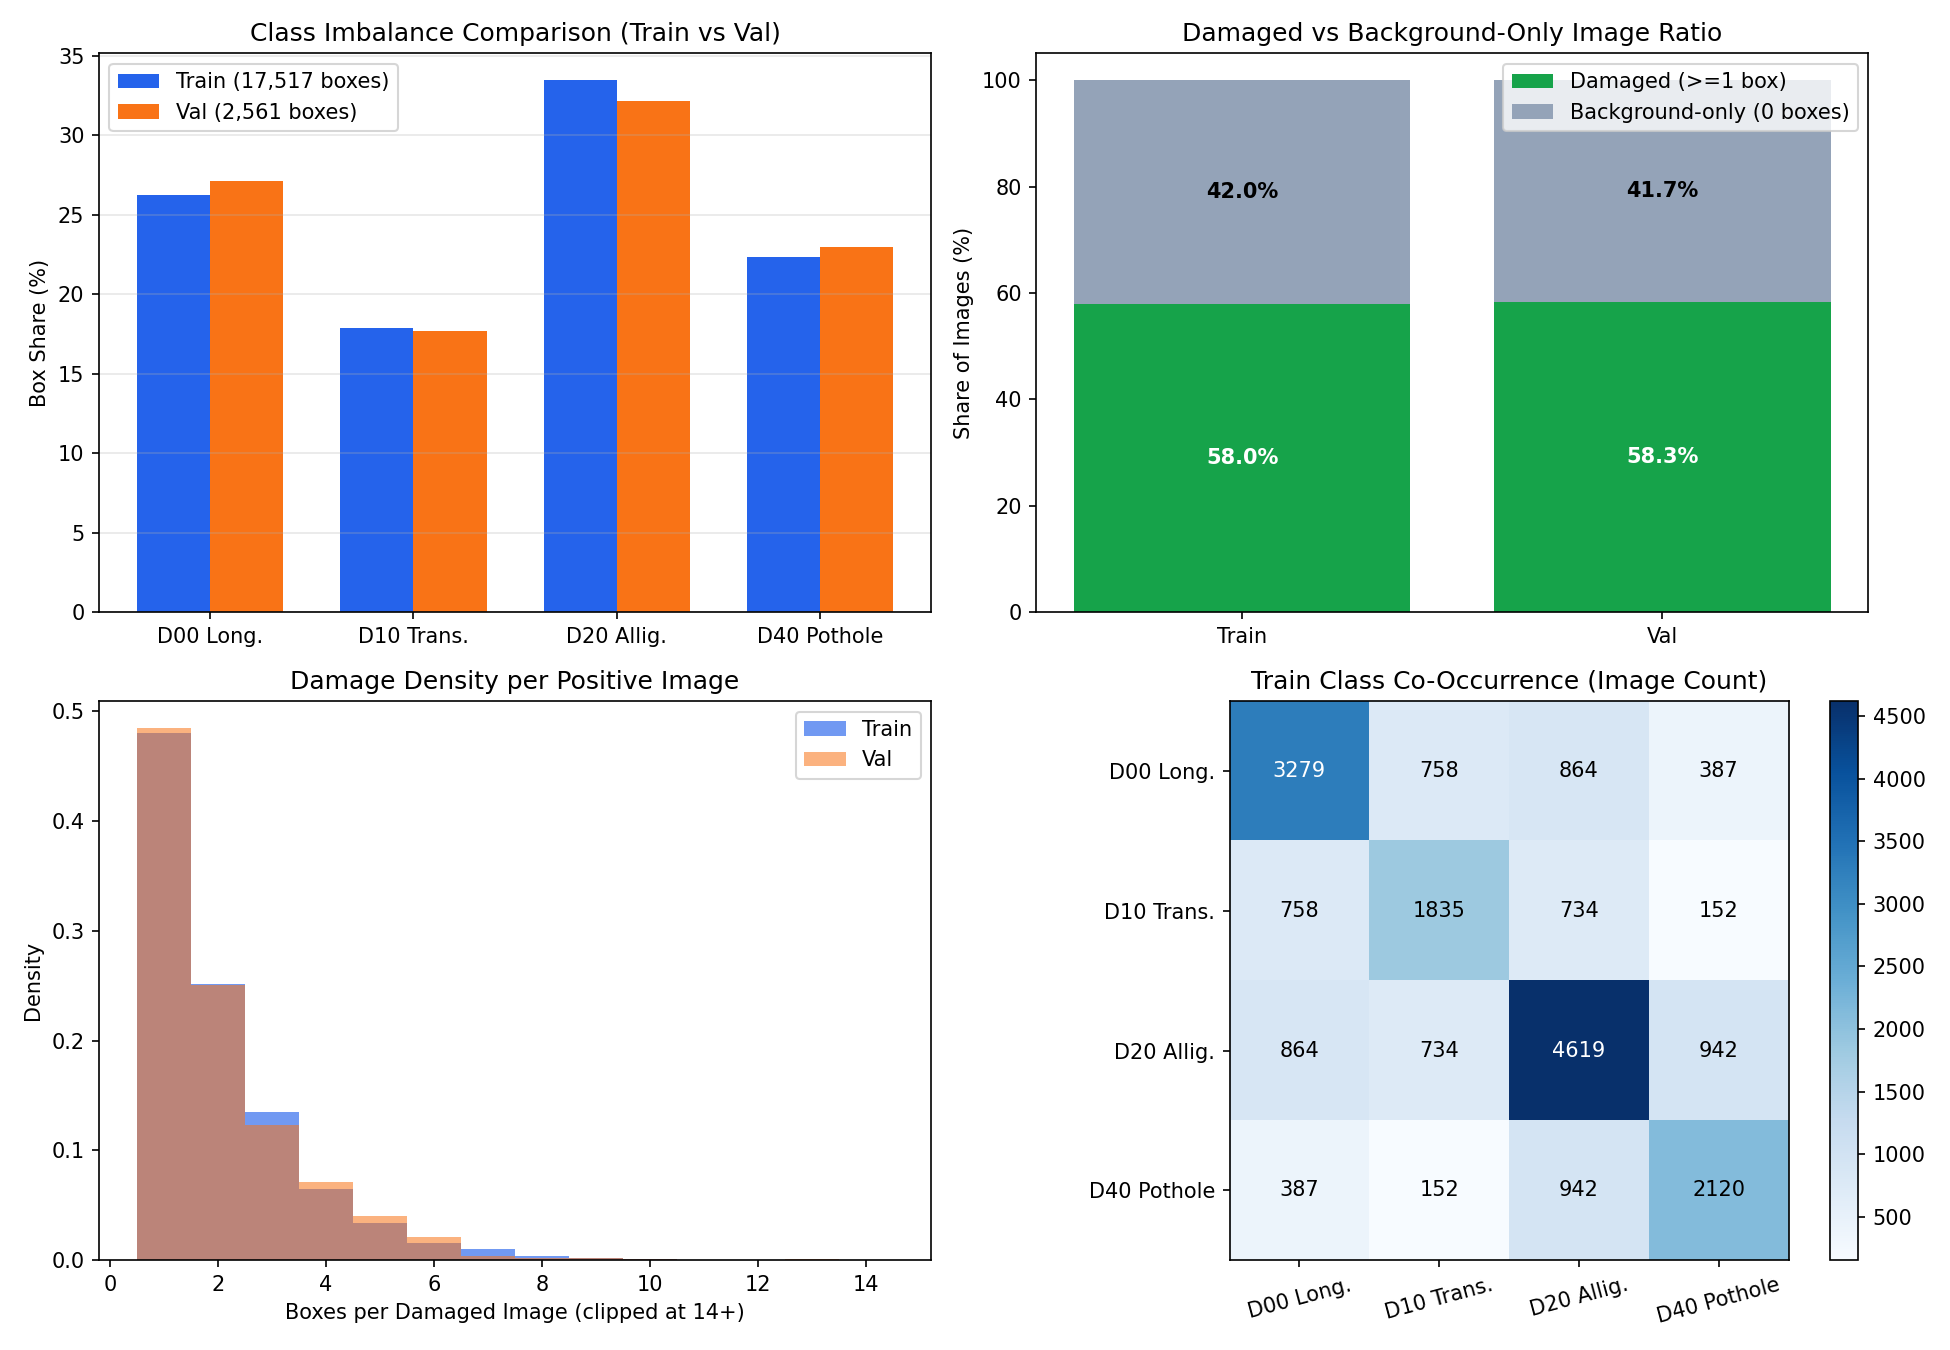 Class Imbalance Comparison (Train vs Val)
Train (17,517 boxes)
Val (2,561 boxes)
Box Share (%)
35
30
25
20
15
10
5
0
D00 Long.
D10 Trans.
D20 Allig.
D40 Pothole
Damaged vs Background-Only Image Ratio
Damaged (>=1 box)
Background-only (0 boxes)
Share of Images (%)
100
80
60
40
20
0
42.0%
41.7%
58.0%
58.3%
Train
Val
Damage Density per Positive Image
Train
Val
Density
0.5
0.4
0.3
0.2
0.1
0.0
0
2
4
6
8
10
12
14
Boxes per Damaged Image (clipped at 14+)
Train Class Co-Occurrence (Image Count)
D00 Long.
3279
758
864
387
D10 Trans.
758
1835
734
152
D20 Allig.
864
734
4619
942
D40 Pothole
387
152
942
2120
D00 Long.
D10 Trans.
D20 Allig.
D40 Pothole
4500
4000
3500
3000
2500
2000
1500
1000
500